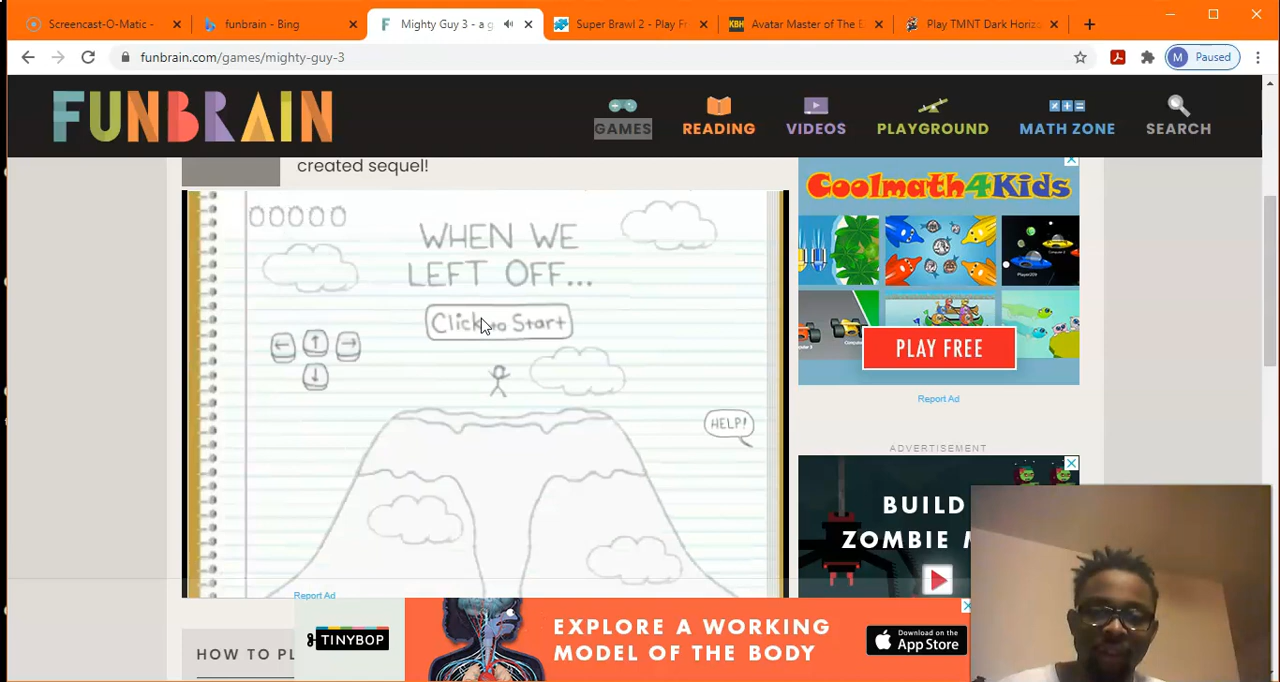 Screencast-O-Matic -
funbrain - Bing
Mighty Guy 3 - a g
Super Brawl 2 - Play Fr
KBH
Avatar Master of The E
Play TMNT Dark Horizo
funbrain.com/games/mighty-guy-3
M
Paused
FUNBRAIN
GAMES
READING
VIDEOS
PLAYGROUND
MATH ZONE
SEARCH
created sequel!
WHEN WE
LEFT OFF...
Click to Start
HELP!
Coolmath4Kids
PLAY FREE
Report Ad
ADVERTISEMENT
BUILD
ZOMBIE
Report Ad
TINYBOP
EXPLORE A WORKING
MODEL OF THE BODY
Download on the
App Store
HOW TO PL